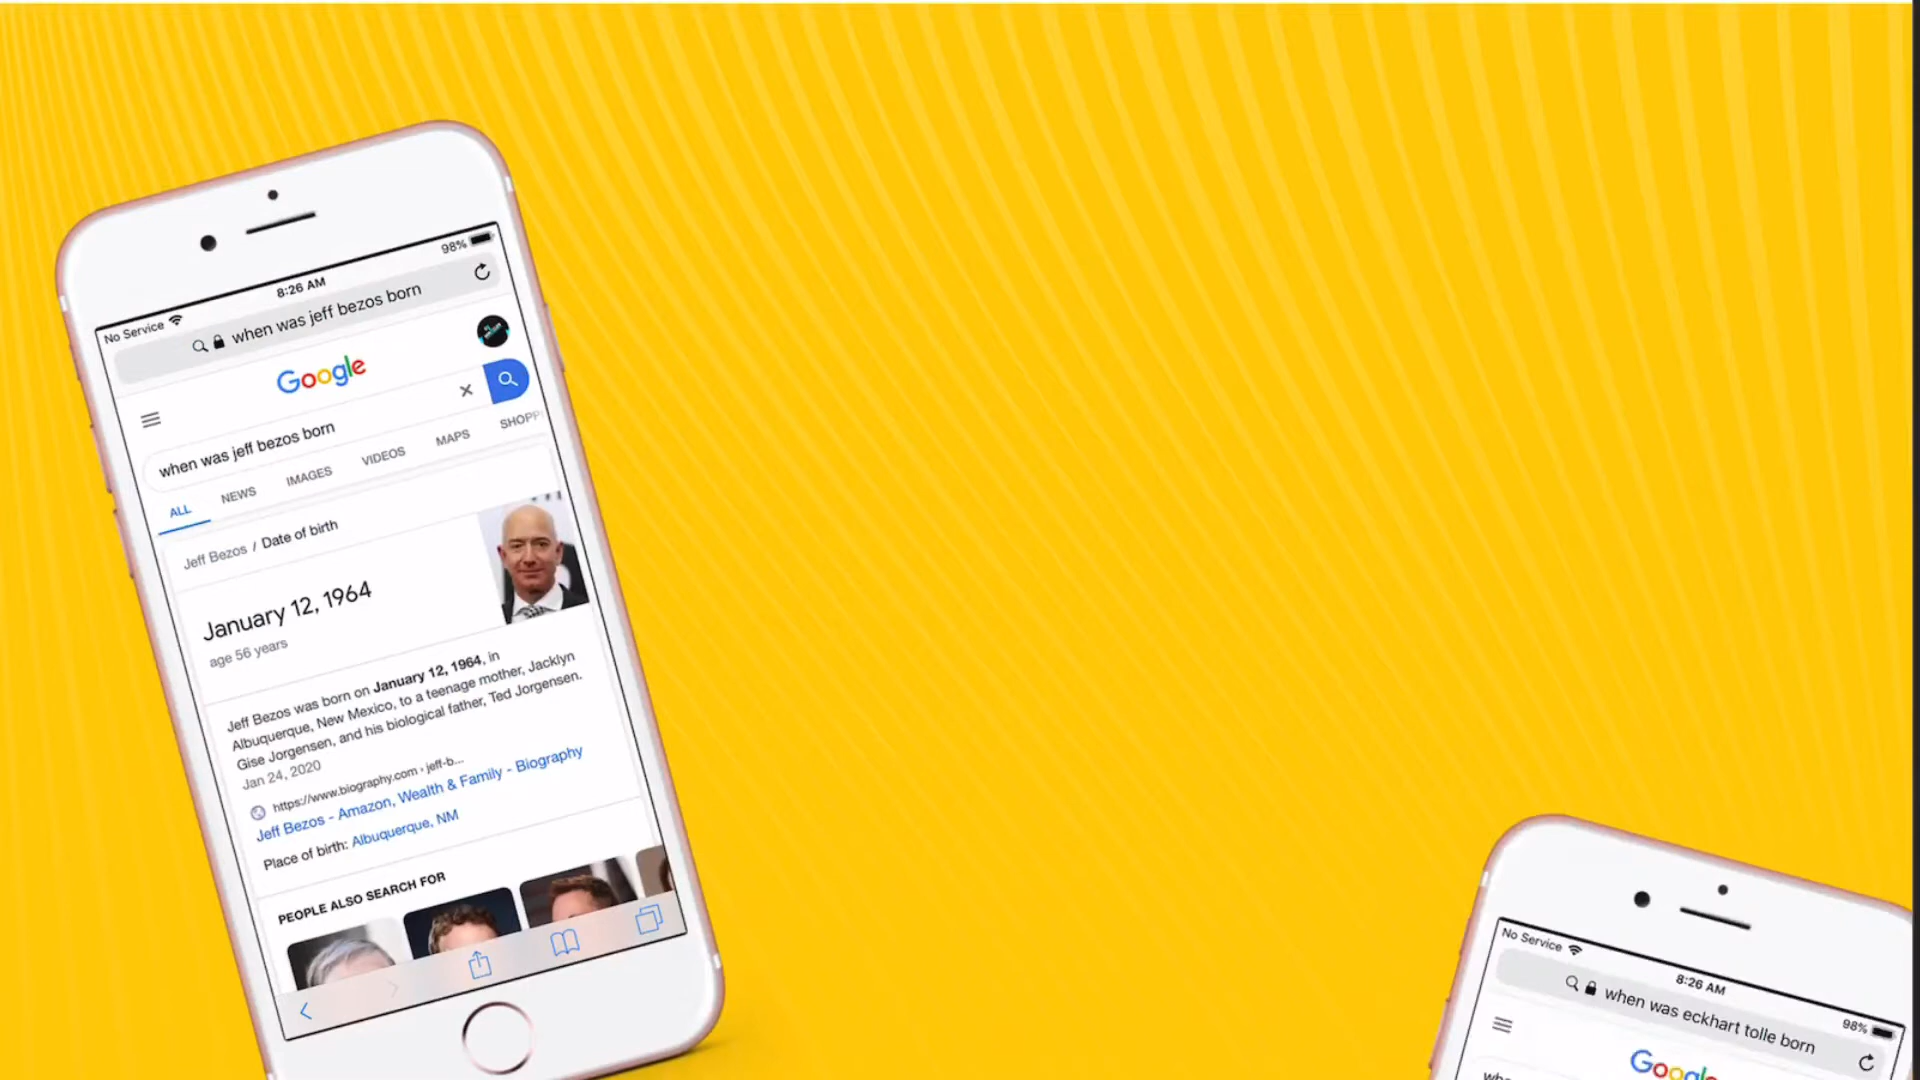 No Service
8:26 AM
98%
when was jeff bezos born
Google
when was jeff bezos born
ALL
NEWS
IMAGES
VIDEOS
MAPS
SHOPP
Jeff Bezos / Date of birth
January 12, 1964
age 56 years
Jeff Bezos was born on January 12, 1964, in
Albuquerque, New Mexico, to a teenage mother, Jacklyn
Gise Jorgensen, and his biological father, Ted Jorgensen.
Jan 24, 2020
https://www.biography.com › jeff-b...
Jeff Bezos - Amazon, Wealth & Family - Biography
Place of birth: Albuquerque, NM
PEOPLE ALSO SEARCH FOR
No Service
8:26 AM
98%
when was eckhart tolle born
Google